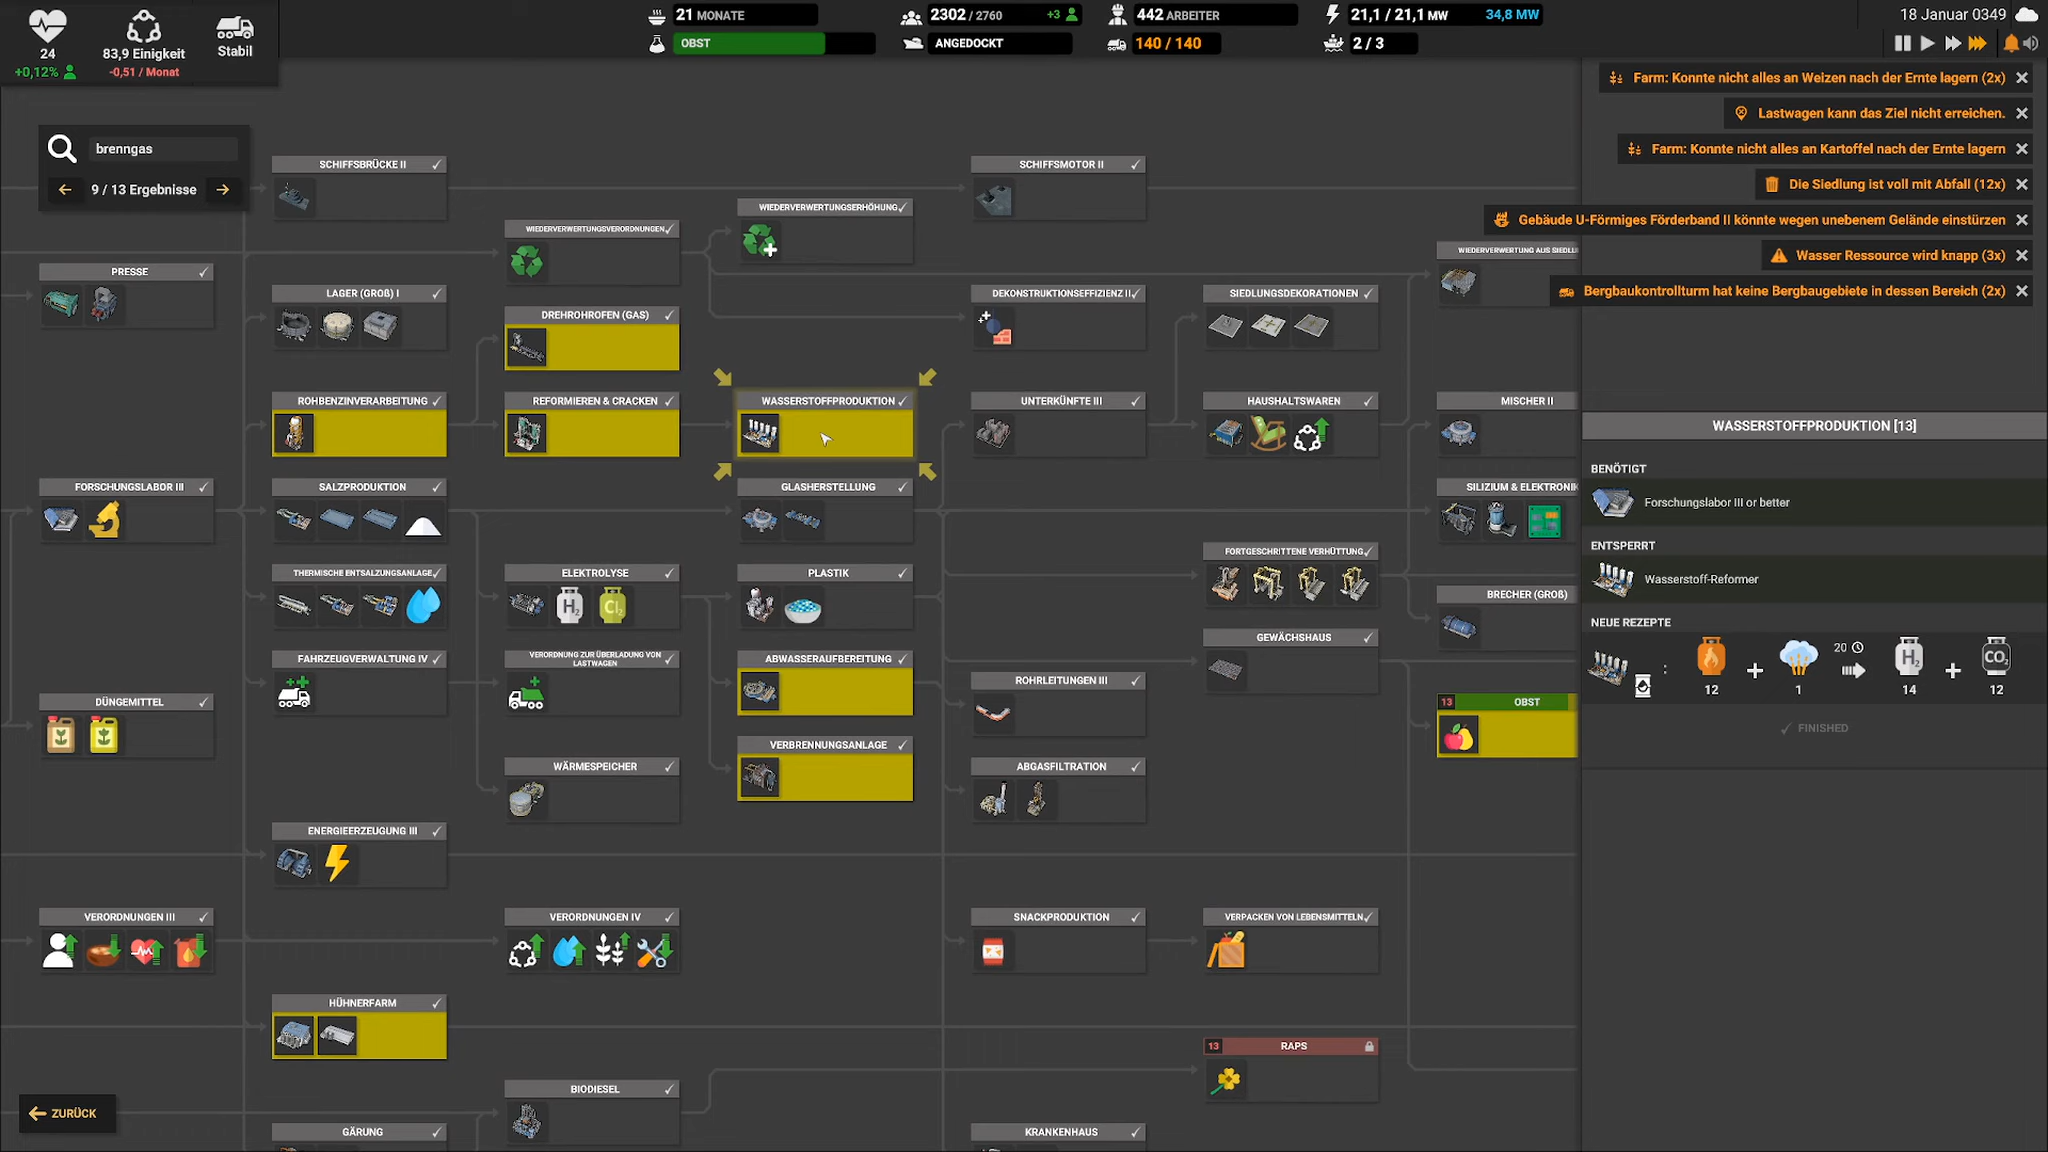 24
+0,12%
83,9 Einigkeit
-0,51 / Monat
Stabil
21 MONATE
OBST
2302 / 2760
+3
ANGEDOCKT
442 ARBEITER
140 / 140
21,1 / 21,1 MW
34,8 MW
2 / 3
18 Januar 0349
Farm: Konnte nicht alles an Weizen nach der Ernte lagern (2x)
Lastwagen kann das Ziel nicht erreichen.
Farm: Konnte nicht alles an Kartoffel nach der Ernte lagern
Die Siedlung ist voll mit Abfall (12x)
Gebäude U-Förmiges Förderband II könnte wegen unebenem Gelände einstürzen
Wasser Ressource wird knapp (3x)
Bergbaukontrollturm hat keine Bergbaugebiete in dessen Bereich (2x)
brenngas
9 / 13 Ergebnisse
SCHIFFSBRÜCKE II
SCHIFFSMOTOR II
WIEDERVERWERTUNGSERHÖHUNG
WIEDERVERWERTUNGSVERORDNUNGEN
WIEDERVERWERTUNG AUS SIEDLU
PRESSE
LAGER (GROß) I
DREHROHROFEN (GAS)
DEKONSTRUKTIONSEFFIZIENZ II
SIEDLUNGSDEKORATIONEN
ROHBENZINVERARBEITUNG
REFORMIEREN & CRACKEN
WASSERSTOFFPRODUKTION
UNTERKÜNFTE III
HAUSHALTSWAREN
MISCHER II
FORSCHUNGSLABOR III
SALZPRODUKTION
GLASHERSTELLUNG
SILIZIUM & ELEKTRONIK
THERMISCHE ENTSALZUNGSANLAGE
ELEKTROLYSE
H2
Cl2
PLASTIK
FORTGESCHRITTENE VERHÜTTUNG
BRECHER (GROß)
FAHRZEUGVERWALTUNG IV
VERORDNUNG ZUR ÜBERLADUNG VON LASTWAGEN
ABWASSERAUFBEREITUNG
GEWÄCHSHAUS
ROHRLEITUNGEN III
DÜNGEMITTEL
13 OBST
VERBRENNUNGSANLAGE
WÄRMESPEICHER
ABGASFILTRATION
ENERGIEERZEUGUNG III
VERORDNUNGEN III
VERORDNUNGEN IV
SNACKPRODUKTION
VERPACKEN VON LEBENSMITTELN
HÜHNERFARM
13 RAPS
BIODIESEL
GÄRUNG
KRANKENHAUS
ZURÜCK
WASSERSTOFFPRODUKTION [13]
BENÖTIGT
Forschungslabor III or better
ENTSPERRT
Wasserstoff-Reformer
NEUE REZEPTE
: + 20 H2 + CO2
12 1 14 12
FINISHED